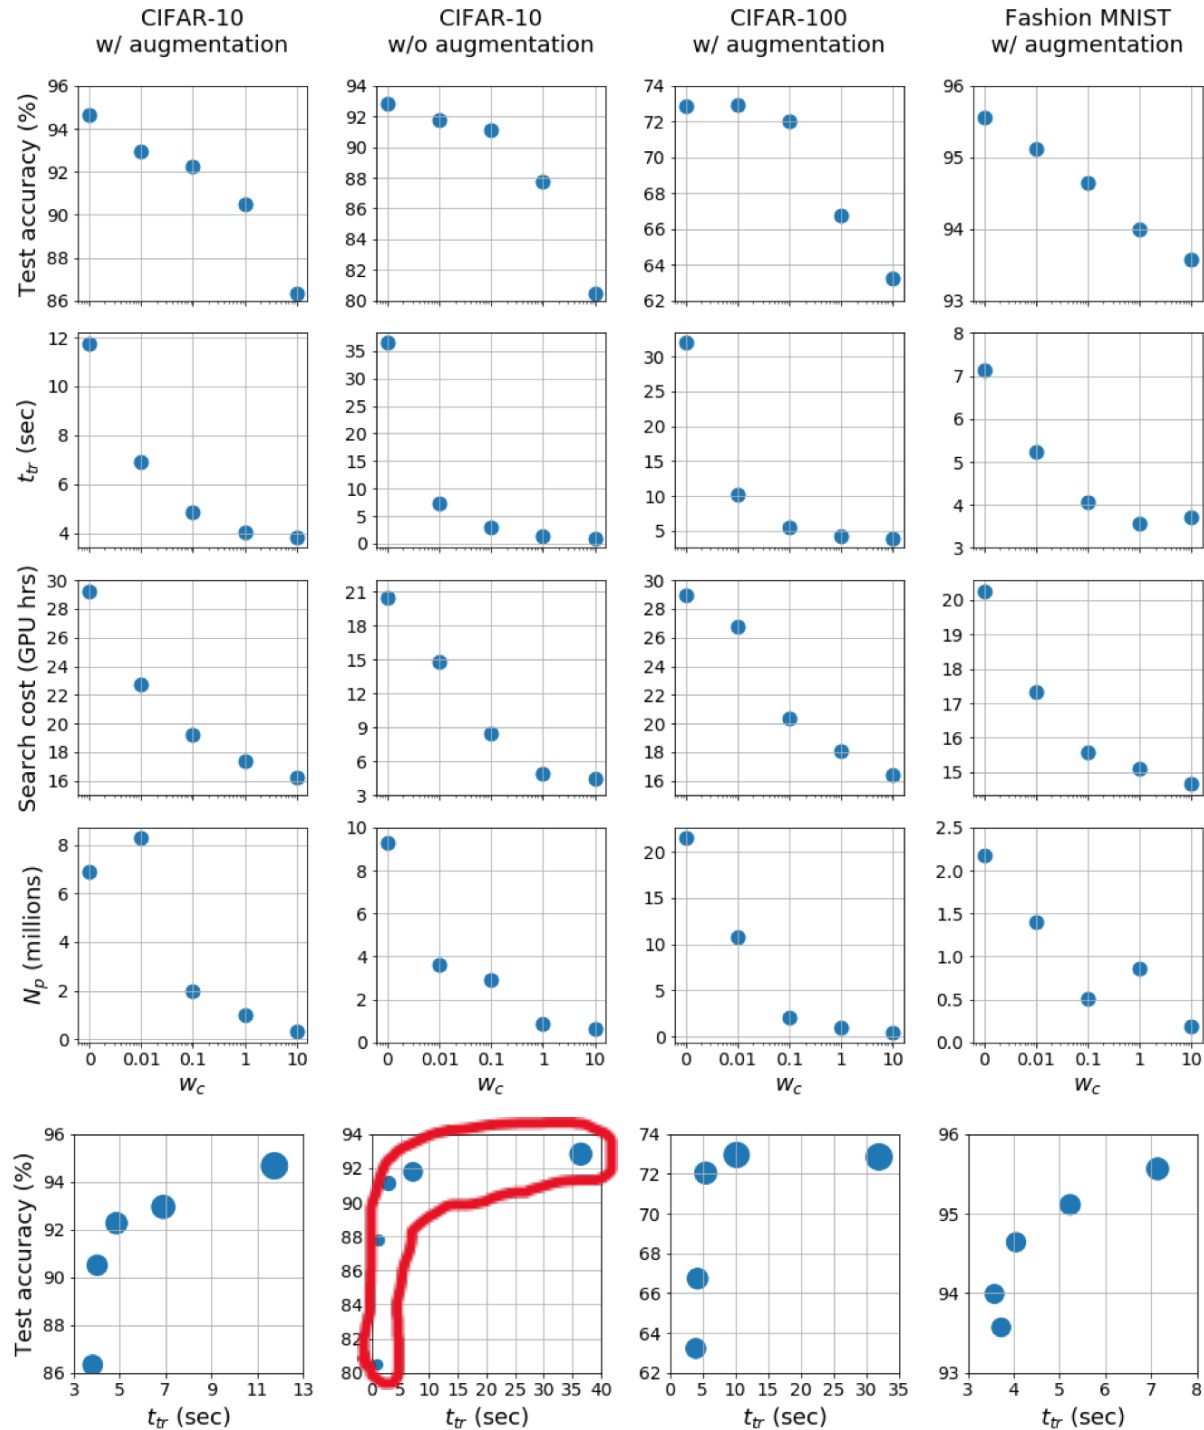 CIFAR-10 CIFAR-10 CIFAR-100 Fashion MNIST
w/ augmentation w/o augmentation w/ augmentation w/ augmentation
Test accuracy (%)
96 94 92 90 88 86
94 92 90 88 86 84 82 80
74 72 70 68 66 64 62
96 95 94 93
t_tr (sec)
12 10 8 6 4
35 30 25 20 15 10 5 0
30 25 20 15 10 5
8 7 6 5 4 3
Search cost (GPU hrs)
30 28 26 24 22 20 18 16
21 18 15 12 9 6 3
30 28 26 24 22 20 18 16
20 19 18 17 16 15
N_p (millions)
8 6 4 2 0
10 8 6 4 2 0
20 15 10 5 0
2.5 2.0 1.5 1.0 0.5 0.0
0 0.01 0.1 1 10 0 0.01 0.1 1 10 0 0.01 0.1 1 10 0 0.01 0.1 1 10
w_c w_c w_c w_c
Test accuracy (%)
96 94 92 90 88 86
94 92 90 88 86 84 82 80
74 72 70 68 66 64 62
96 95 94 93
3 5 7 9 11 13 0 5 10 15 20 25 30 35 40 0 5 10 15 20 25 30 35 3 4 5 6 7 8
t_tr (sec) t_tr (sec) t_tr (sec) t_tr (sec)